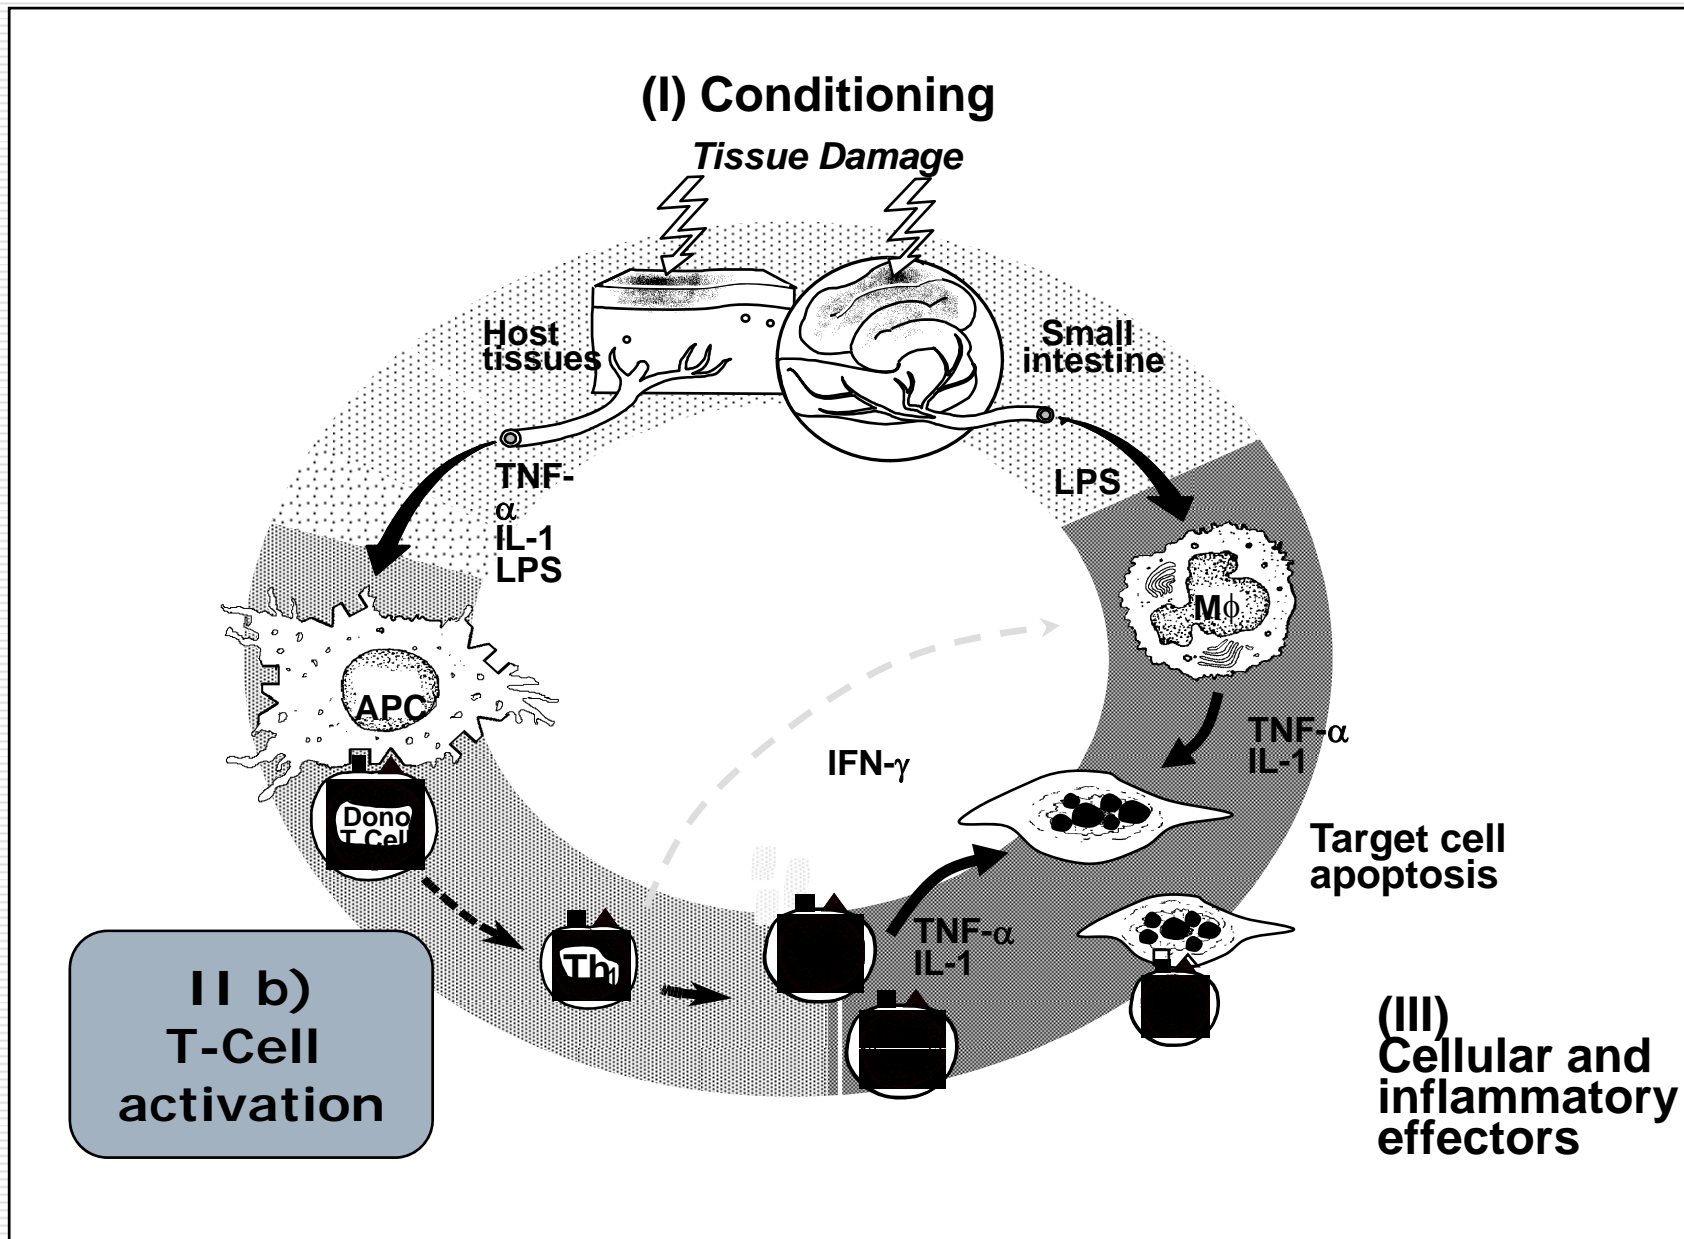 (I) Conditioning
Tissue Damage
Host
tissues
Small
intestine
TNF-
α
IL-1
LPS
LPS
Mϕ
APC
TNF-α
IL-1
IFN-γ
Dono
T Cell
Target cell
apoptosis
TNF-α
IL-1
Th1
II b)
T-Cell
activation
(III)
Cellular and
inflammatory
effectors